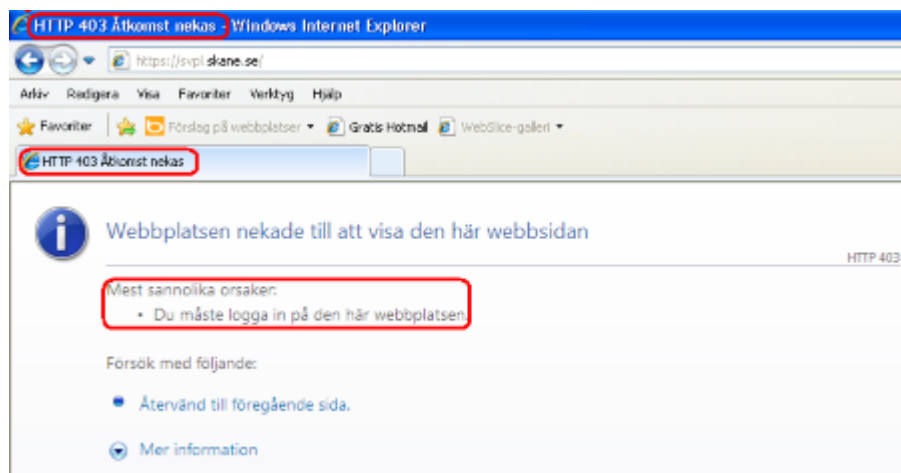 HTTP 403 Åtkomst nekas - Windows Internet Explorer
https://svpl.skane.se/
Arkiv Redigera Visa Favoriter Verktyg Hjälp
Favoriter Förslag på webbplatser Gratis Hotmail WebSlice-galleri
HTTP 403 Åtkomst nekas
Webbplatsen nekade till att visa den här webbsidan
HTTP 403
Mest sannolika orsaker:
• Du måste logga in på den här webbplatsen.
Försök med följande:
Återvänd till föregående sida.
Mer information